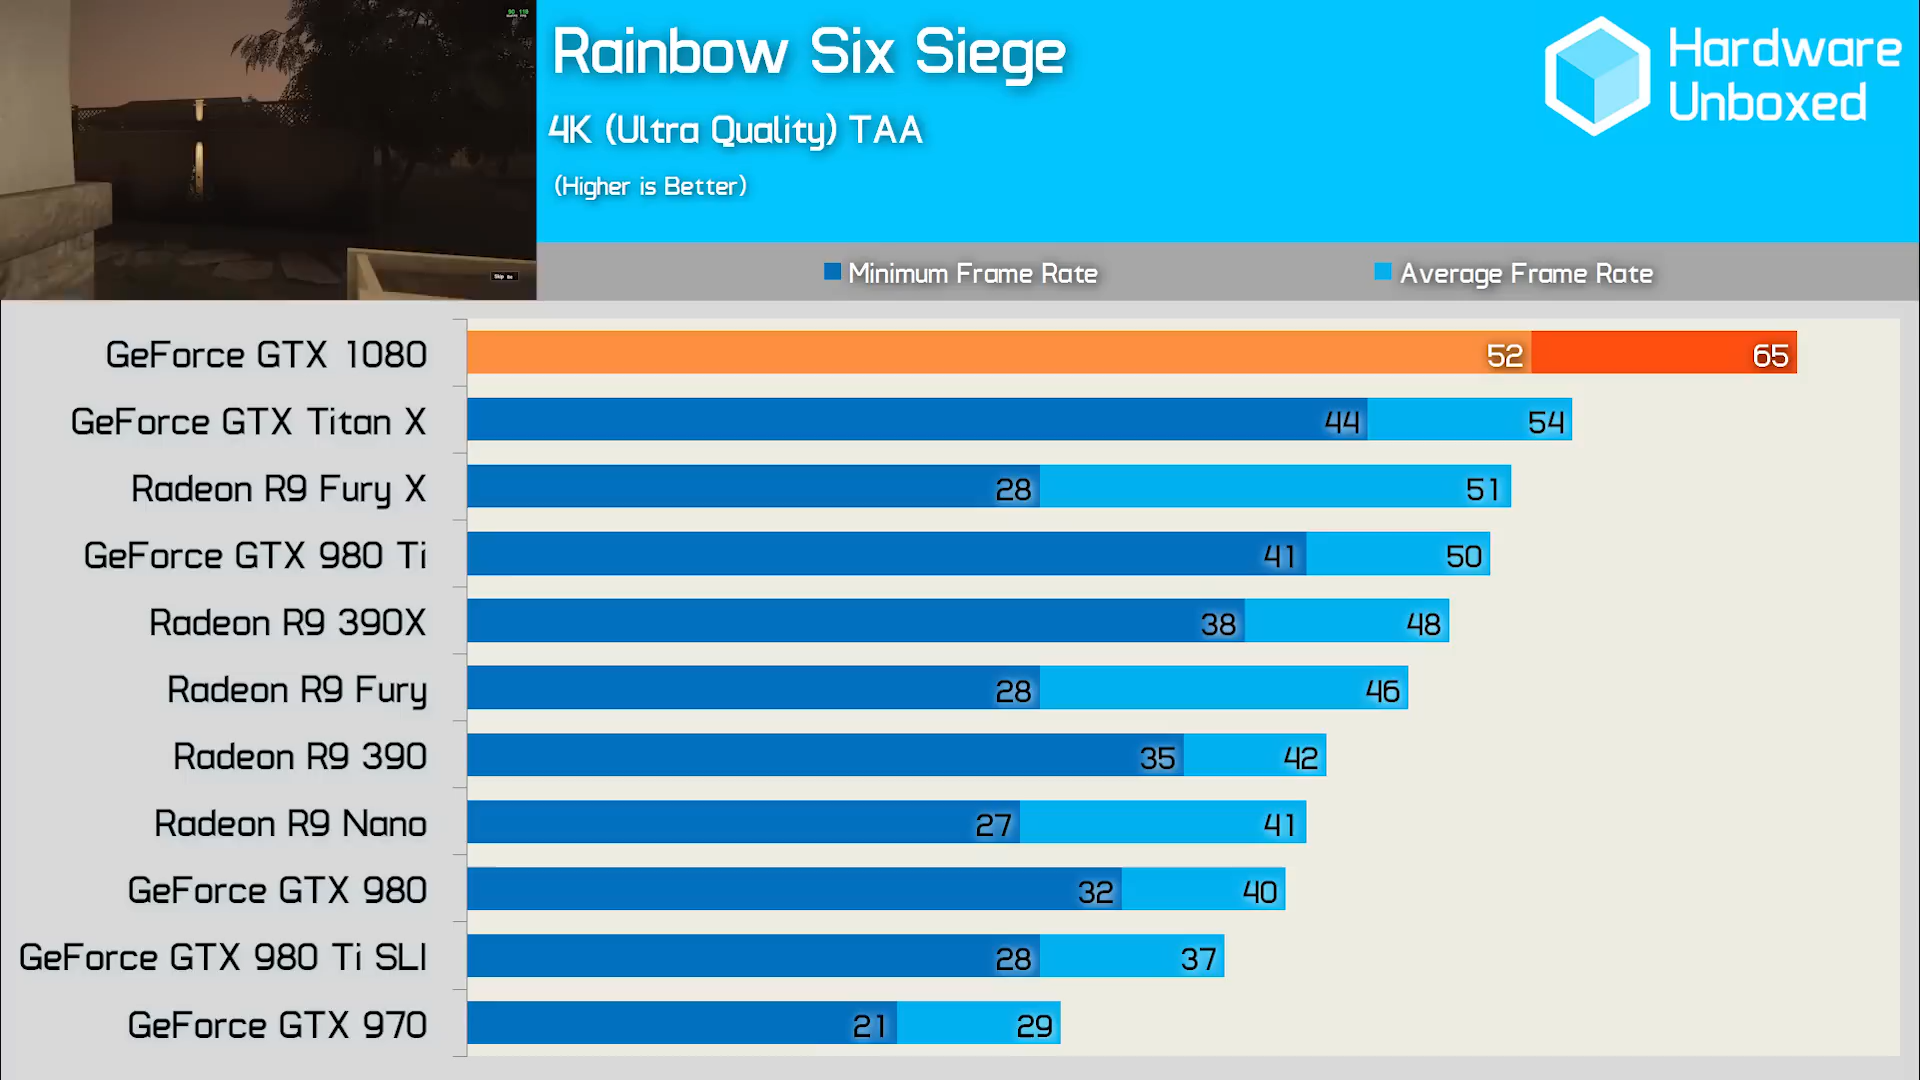 Rainbow Six Siege
4K (Ultra Quality) TAA
(Higher is Better)
Hardware
Unboxed
Skip
Minimum Frame Rate
Average Frame Rate
GeForce GTX 1080 52 65
GeForce GTX Titan X 44 54
Radeon R9 Fury X 28 51
GeForce GTX 980 Ti 41 50
Radeon R9 390X 38 48
Radeon R9 Fury 28 46
Radeon R9 390 35 42
Radeon R9 Nano 27 41
GeForce GTX 980 32 40
GeForce GTX 980 Ti SLI 28 37
GeForce GTX 970 21 29